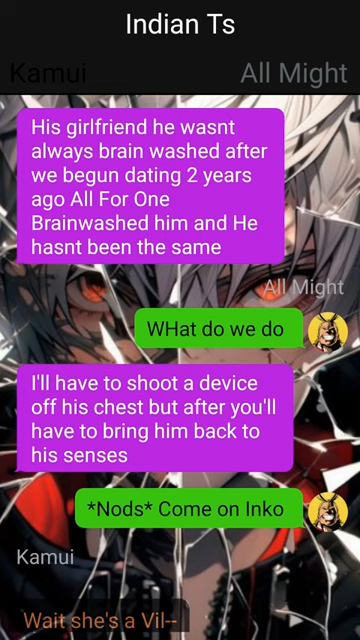 Indian Ts
Kamui
All Might
His girlfriend he wasnt
always brain washed after
we begun dating 2 years
ago All For One
Brainwashed him and He
hasnt been the same
All Might
WHat do we do
I'll have to shoot a device
off his chest but after you'll
have to bring him back to
his senses
*Nods* Come on Inko
Kamui
Wait she's a Vil--